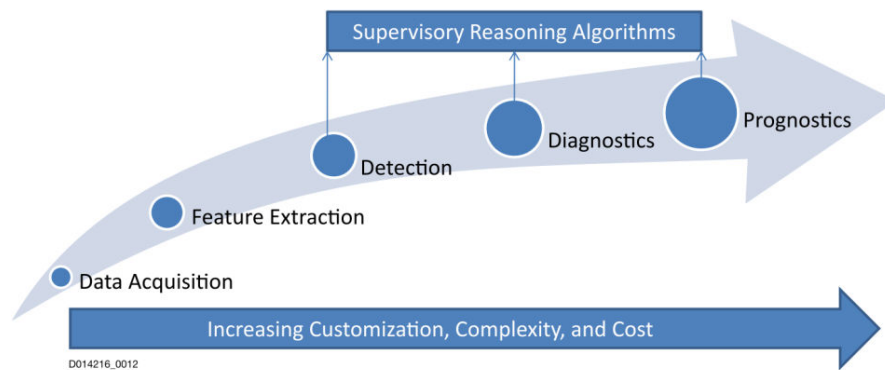 Supervisory Reasoning Algorithms
Prognostics
Diagnostics
Detection
Feature Extraction
Data Acquisition
Increasing Customization, Complexity, and Cost
D014216_0012